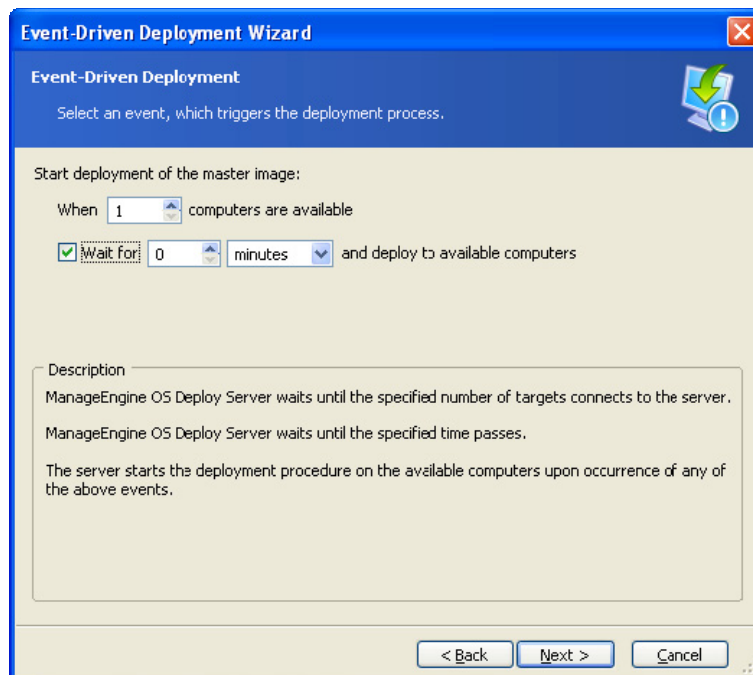 Event-Driven Deployment Wizard
Event-Driven Deployment
Select an event, which triggers the deployment process.
Start deployment of the master image:
When 1 computers are available
Wait for 0 minutes and deploy to available computers
Description
ManageEngine OS Deploy Server waits until the specified number of targets connects to the server.
ManageEngine OS Deploy Server waits until the specified time passes.
The server starts the deployment procedure on the available computers upon occurrence of any of
the above events.
< Back Next > Cancel